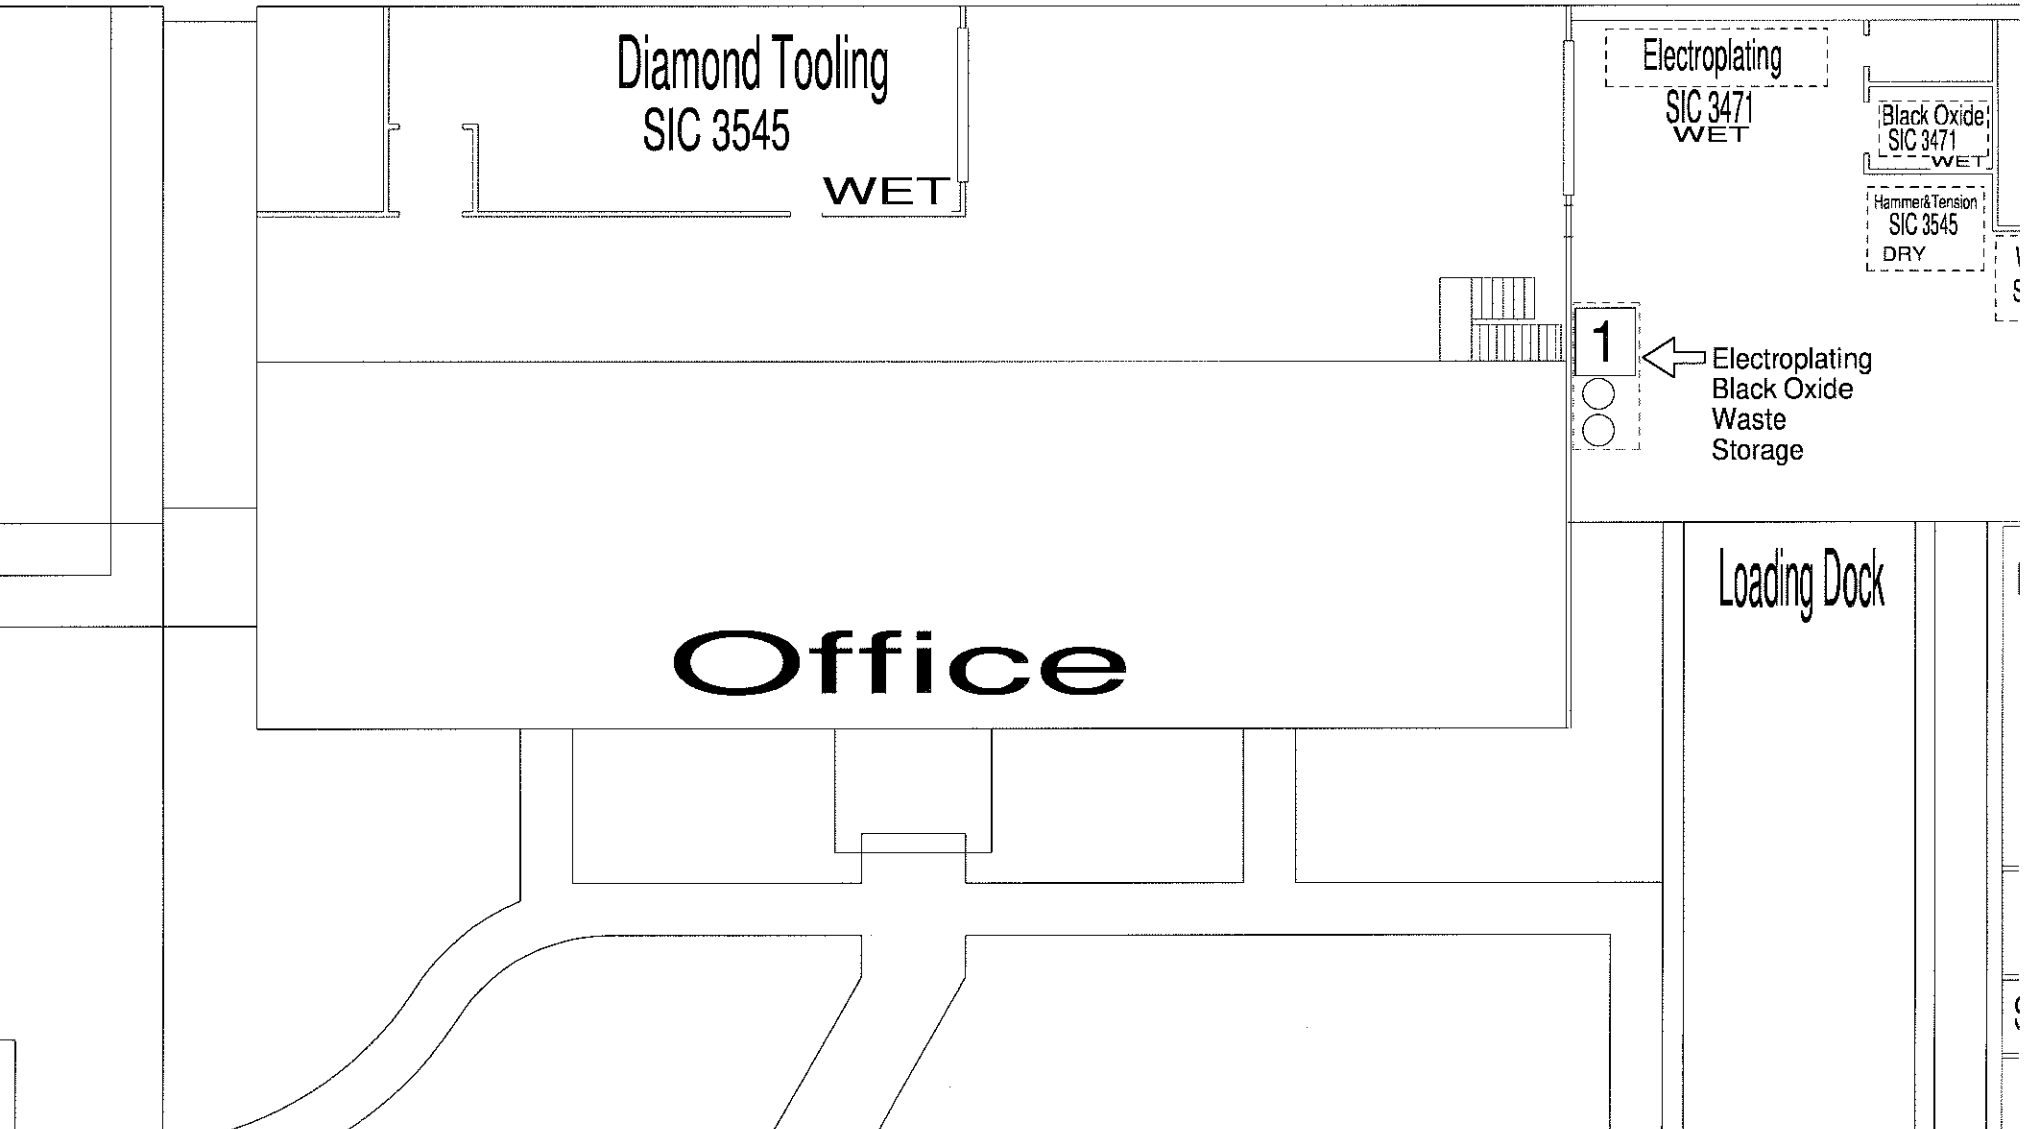 Diamond Tooling
SIC 3545
WET
Electroplating
SIC 3471
WET
Black Oxide
SIC 3471
WET
Hammer&Tension
SIC 3545
DRY
1
Electroplating
Black Oxide
Waste
Storage
Loading Dock
Office